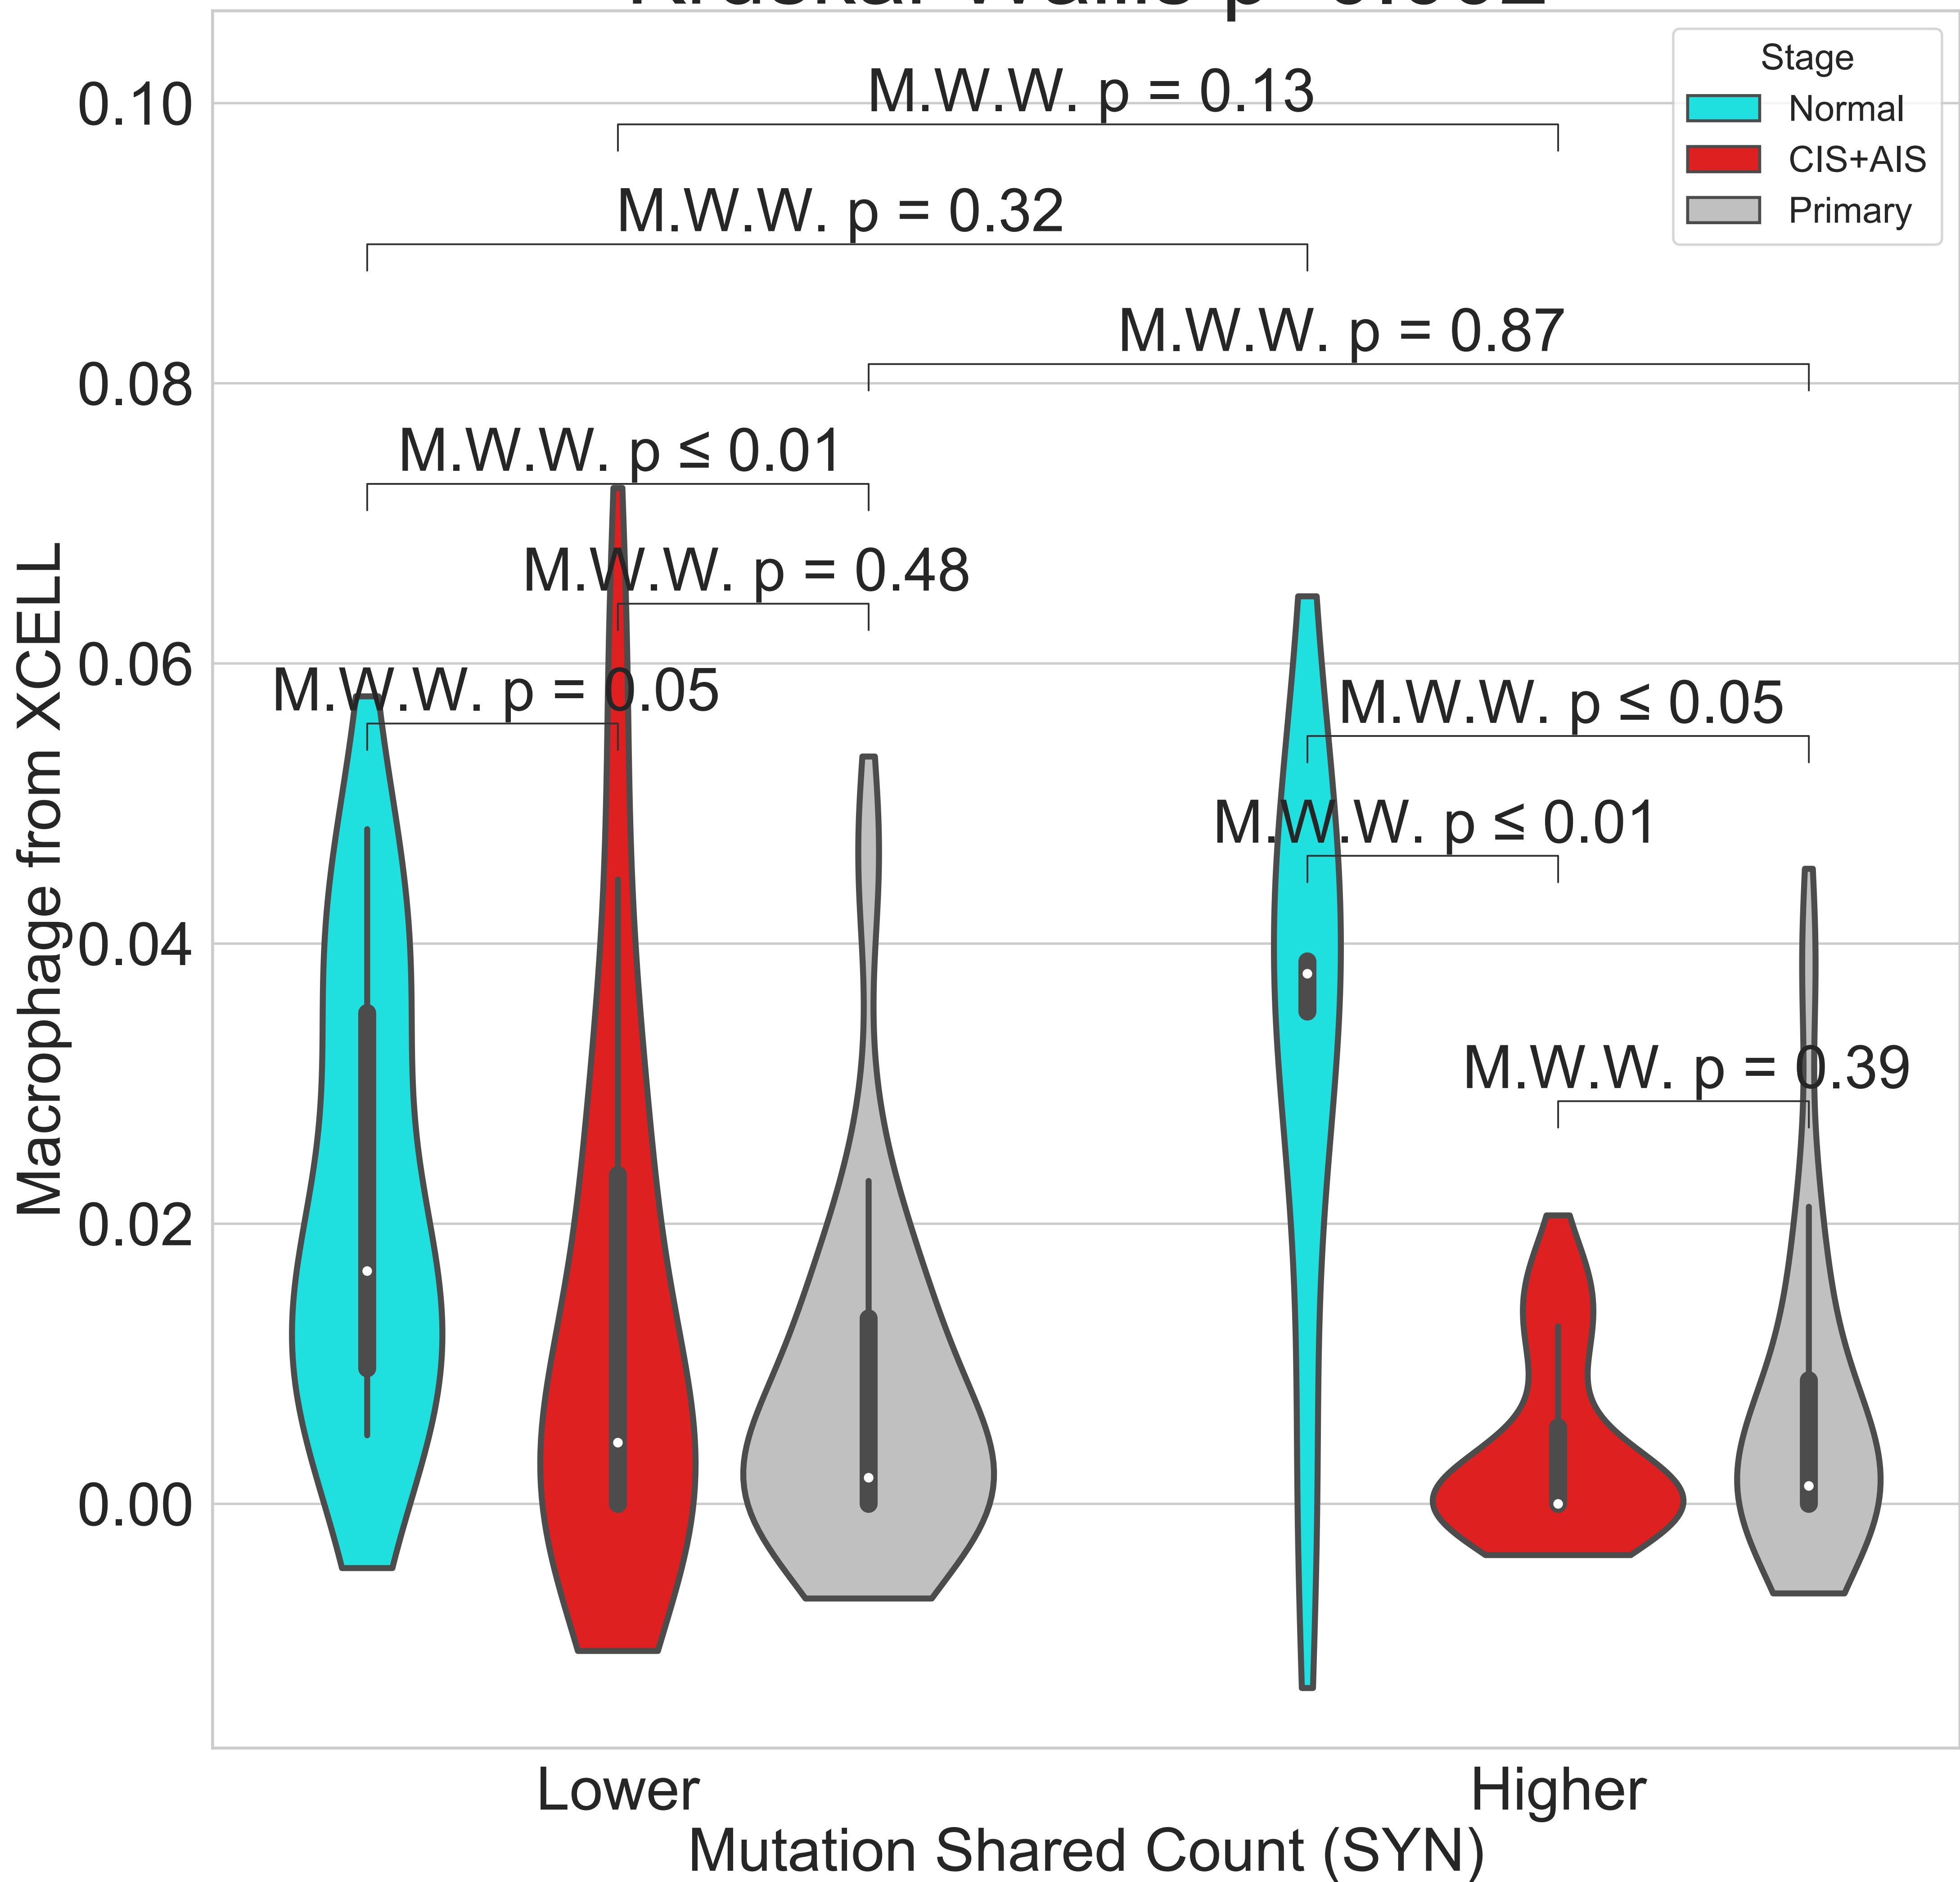 Stage
Normal
CIS+AIS
Primary
M.W.W. p = 0.13
M.W.W. p = 0.32
M.W.W. p = 0.87
M.W.W. p ≤ 0.01
M.W.W. p = 0.48
M.W.W. p = 0.05
M.W.W. p ≤ 0.05
M.W.W. p ≤ 0.01
M.W.W. p = 0.39
0.10
0.08
0.06
0.04
0.02
0.00
Macrophage from XCELL
Lower
Higher
Mutation Shared Count (SYN)